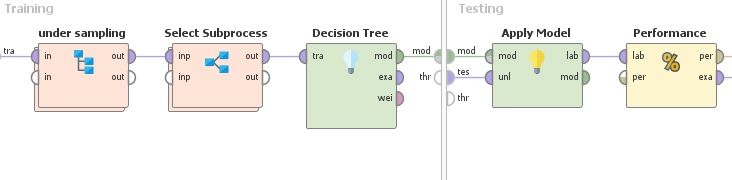 Training
Testing
under sampling
Select Subprocess
Decision Tree
Apply Model
Performance
tra
in
out
in
out
inp
out
inp
out
tra
mod
exa
wei
mod
thr
mod
tes
thr
mod
lab
unl
mod
lab
per
per
exa
%